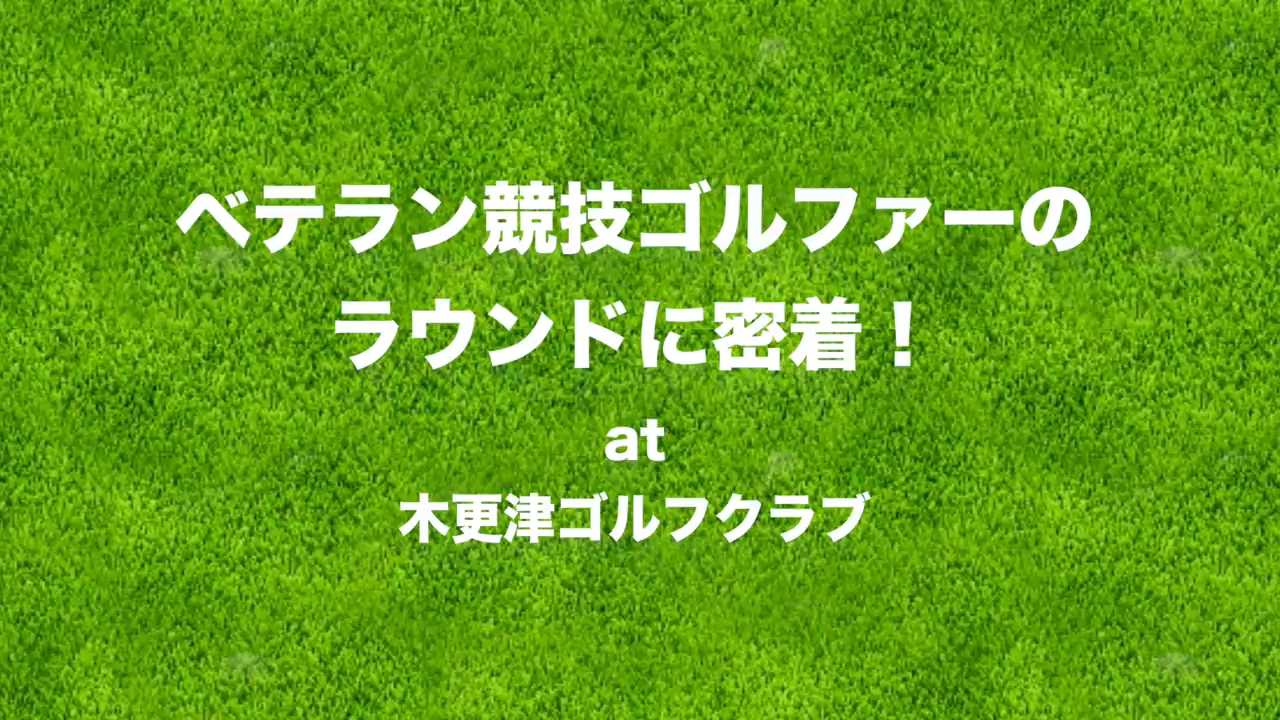 ベテラン競技ゴルファーの
ラウンドに密着！
at
木更津ゴルフクラブ